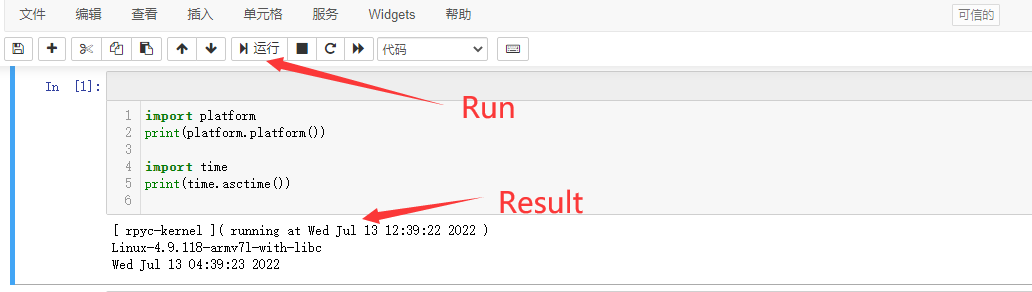 文件 编辑 查看 插入 单元格 服务 Widgets 帮助 可信的
运行 代码
Run
In [1]:
1 import platform
2 print(platform.platform())
3
4 import time
5 print(time.asctime())
6
Result
[ rpyc-kernel ]( running at Wed Jul 13 12:39:22 2022 )
Linux-4.9.118-armv7l-with-libc
Wed Jul 13 04:39:23 2022